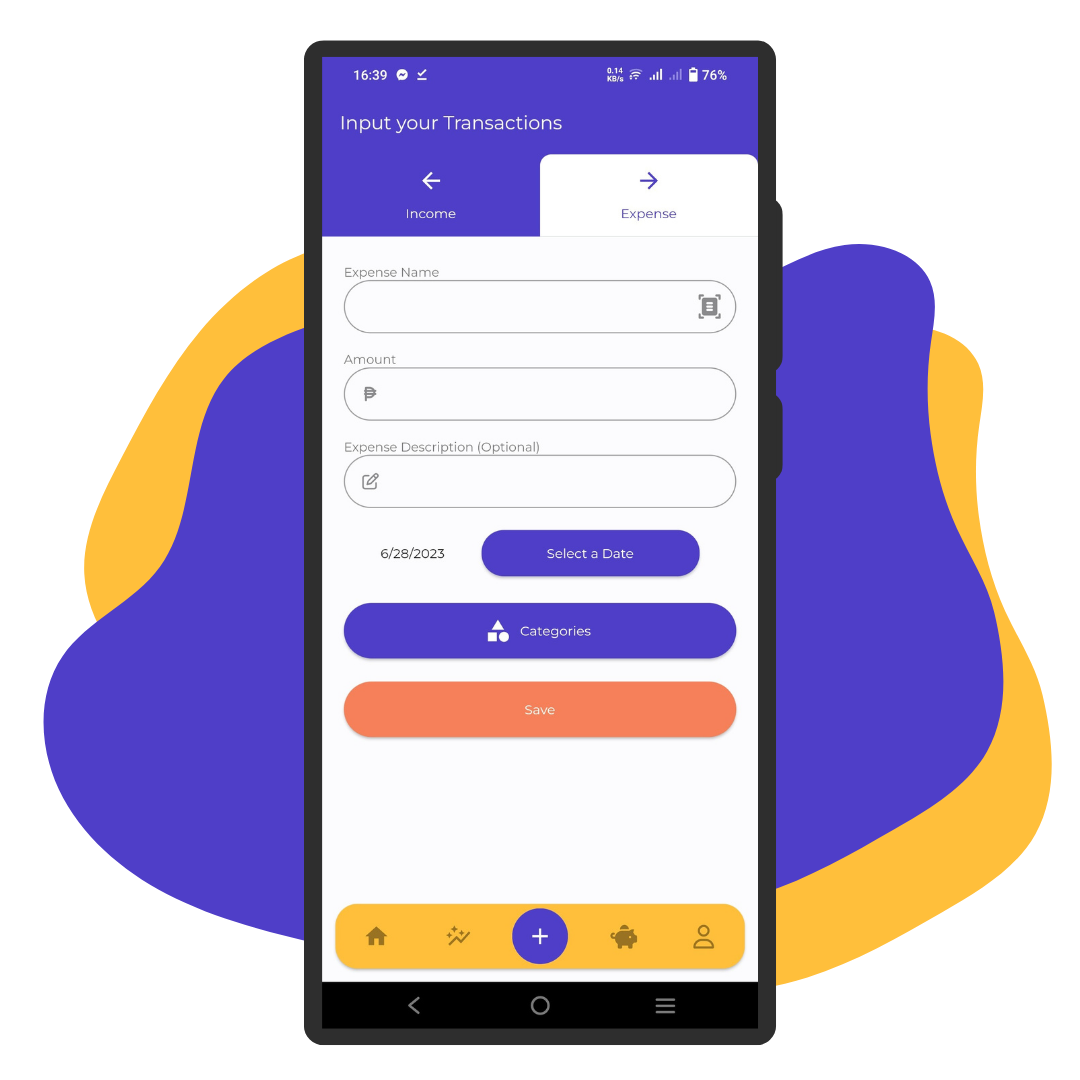 16:39 0.14 KB/s 76%
Input your Transactions
Income Expense
Expense Name
Amount
₱
Expense Description (Optional)
6/28/2023 Select a Date
Categories
Save